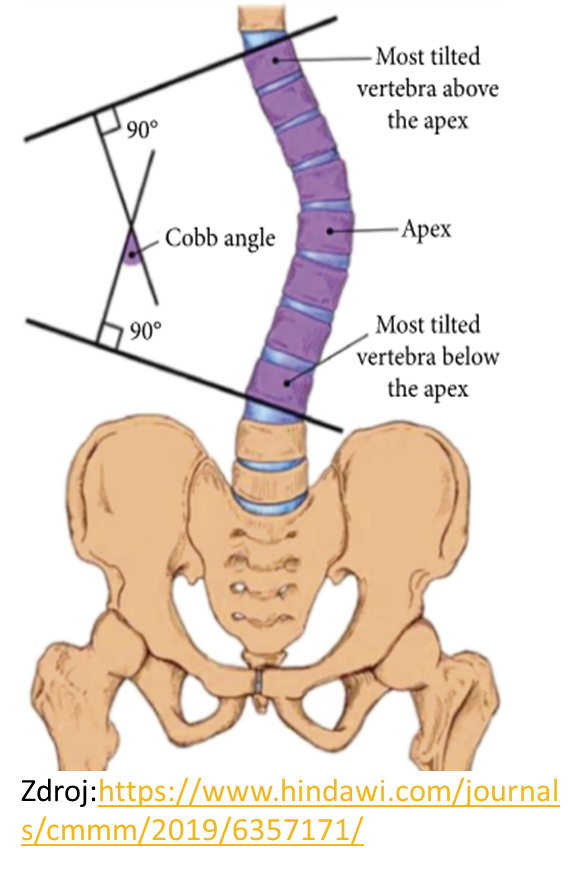 Most tilted
vertebra above
the apex
90°
Cobb angle
Apex
90°
Most tilted
vertebra below
the apex
Zdroj:https://www.hindawi.com/journal
s/cmmm/2019/6357171/